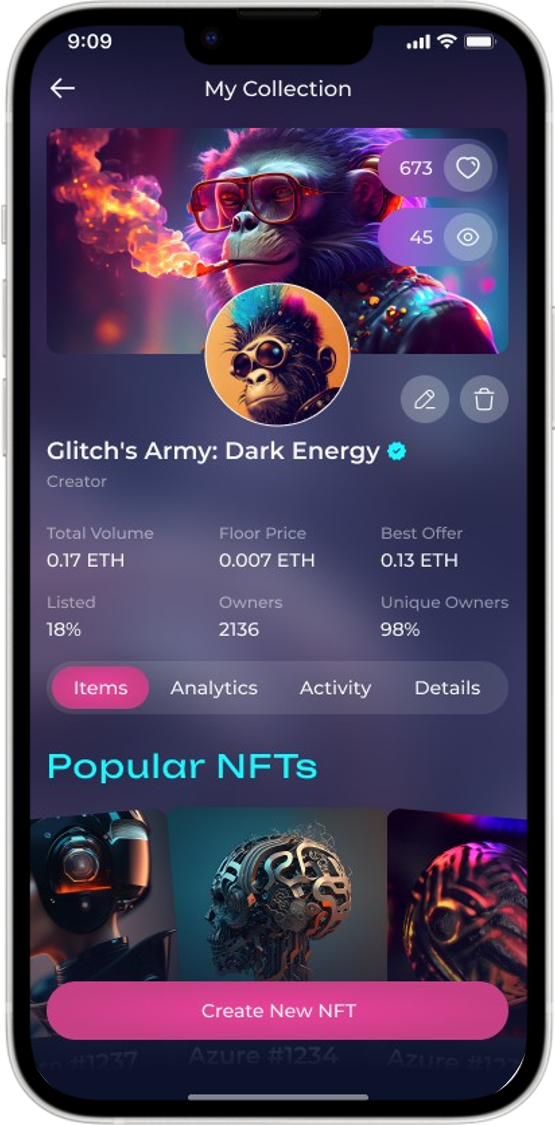 9:09
My Collection
673
45
Glitch's Army: Dark Energy
Creator
Total Volume Floor Price Best Offer
0.17 ETH 0.007 ETH 0.13 ETH
Listed Owners Unique Owners
18% 2136 98%
Items Analytics Activity Details
Popular NFTs
Create New NFT
#1237 Azure #1234 Azure